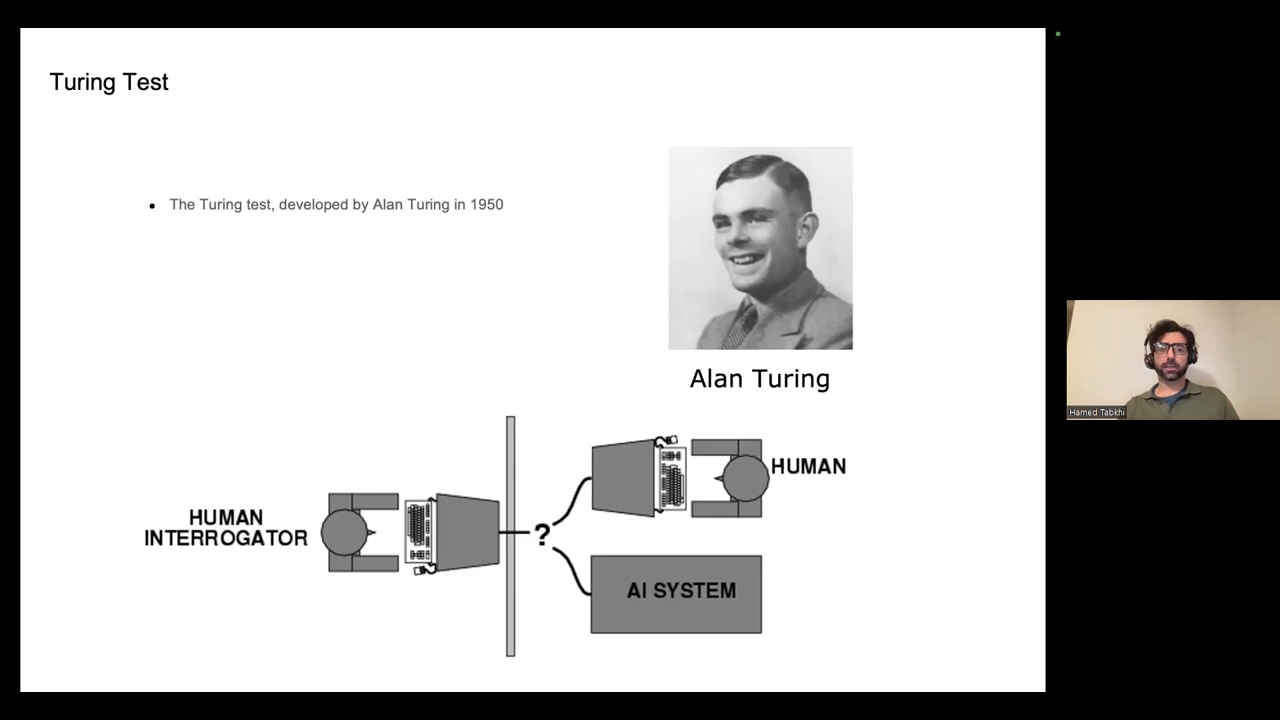 Turing Test
• The Turing test, developed by Alan Turing in 1950
Alan Turing
HUMAN
HUMAN
INTERROGATOR
?
AI SYSTEM
Hamed Tabkhi